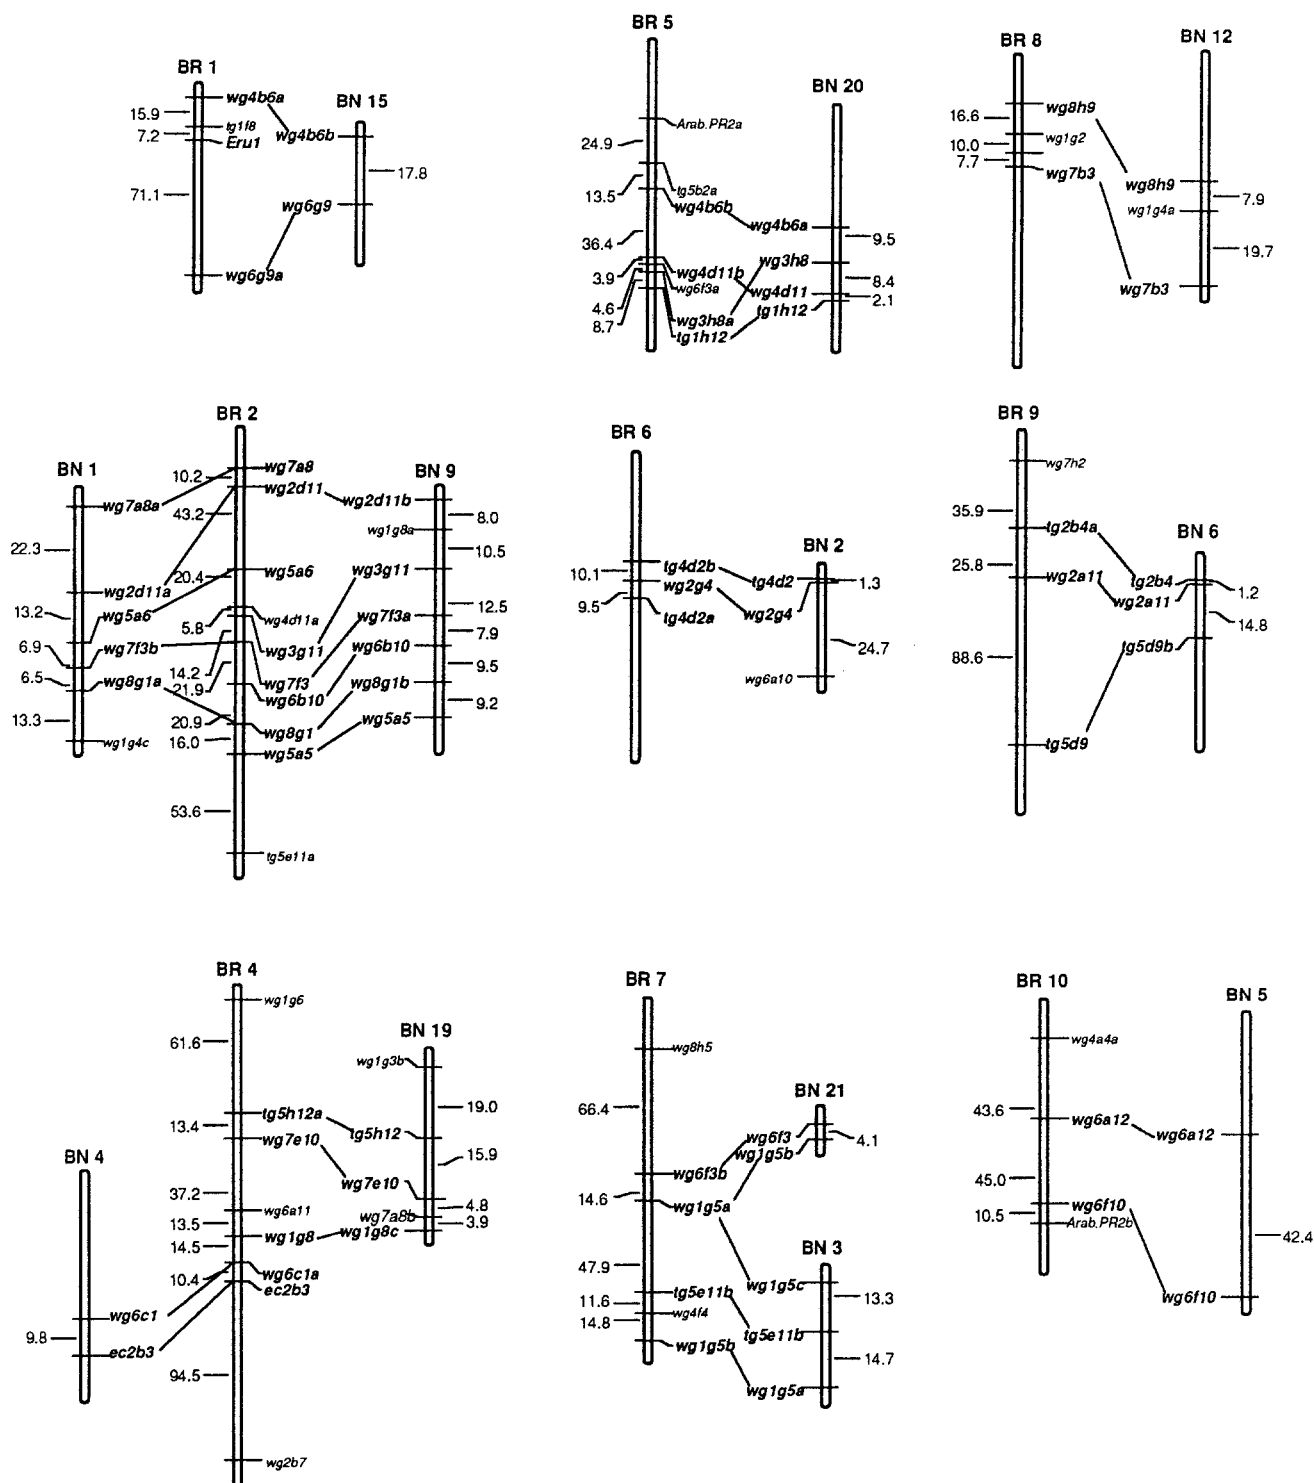 BR 1
wg4b6a
15.9
tg1f8
7.2
Eru1
71.1
wg6g9a
BN 15
wg4b6b
17.8
wg6g9
BR 5
Arab.PR2a
24.9
tg5b2a
13.5
wg4b6b
36.4
wg4d11b
3.9
wg6f3a
4.6
wg3h8a
8.7
tg1h12
BN 20
wg4b6a
9.5
wg3h8
8.4
wg4d11
2.1
tg1h12
BR 8
wg8h9
16.6
wg1g2
10.0
7.7
wg7b3
BN 12
wg8h9
7.9
wg1g4a
19.7
wg7b3
BN 1
wg7a8a
22.3
wg2d11a
13.2
wg5a6
6.9
wg7f3b
6.5
wg8g1a
13.3
wg1g4c
BR 2
wg7a8
10.2
wg2d11
43.2
wg5a6
20.4
wg4d11a
5.8
wg3g11
14.2
wg7f3
21.9
wg6b10
20.9
wg8g1
16.0
wg5a5
53.6
tg5e11a
BN 9
wg2d11b
8.0
wg1g8a
10.5
wg3g11
12.5
wg7f3a
7.9
wg6b10
9.5
wg8g1b
9.2
wg5a5
BR 6
tg4d2b
10.1
wg2g4
9.5
tg4d2a
BN 2
tg4d2
1.3
wg2g4
24.7
wg6a10
BR 9
wg7h2
35.9
tg2b4a
25.8
wg2a11
88.6
tg5d9
BN 6
tg2b4
1.2
wg2a11
14.8
tg5d9b
BN 4
wg6c1
9.8
ec2b3
BR 4
wg1g6
61.6
tg5h12a
13.4
wg7e10
37.2
wg6a11
13.5
wg1g8
14.5
wg6c1a
10.4
ec2b3
94.5
wg2b7
BN 19
wg1g3b
19.0
tg5h12
15.9
wg7e10
4.8
wg7a8b
3.9
wg1g8c
BR 7
wg8h5
66.4
wg6f3b
14.6
wg1g5a
47.9
tg5e11b
11.6
wg4f4
14.8
wg1g5b
BN 21
wg6f3
4.1
wg1g5b
BN 3
wg1g5c
13.3
tg5e11b
14.7
wg1g5a
BR 10
wg4a4a
43.6
wg6a12
45.0
wg6f10
10.5
Arab.PR2b
BN 5
wg6a12
42.4
wg6f10